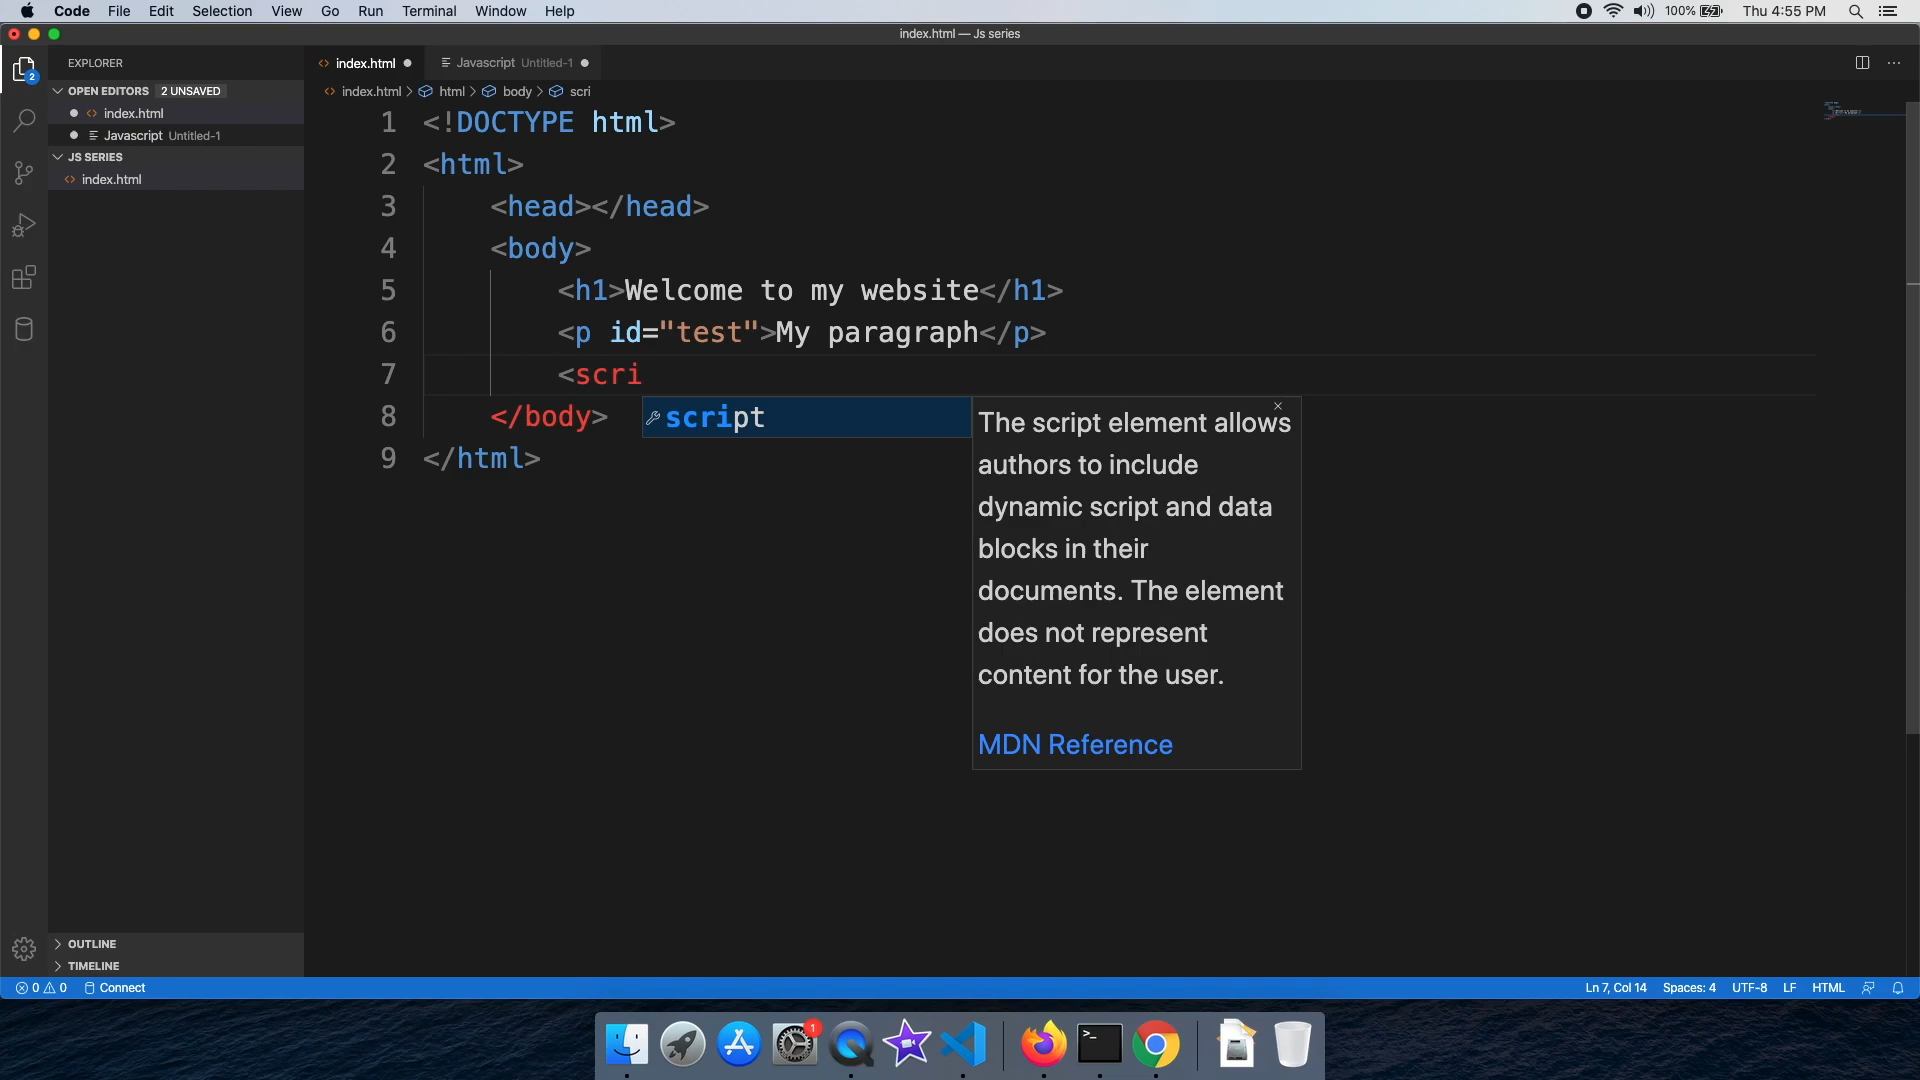 Code File Edit Selection View Go Run Terminal Window Help 100% Thu 4:55 PM
index.html — Js series
EXPLORER
index.html
Javascript Untitled-1
OPEN EDITORS 2 UNSAVED
index.html > html > body > scri
index.html
Javascript Untitled-1
JS SERIES
index.html
1 <!DOCTYPE html>
2 <html>
3 <head></head>
4 <body>
5 <h1>Welcome to my website</h1>
6 <p id="test">My paragraph</p>
7 <scri
8 </body>
9 </html>
script
The script element allows
authors to include
dynamic script and data
blocks in their
documents. The element
does not represent
content for the user.
MDN Reference
OUTLINE
TIMELINE
2
0 0 Connect
Ln 7, Col 14 Spaces: 4 UTF-8 LF HTML
1
>_